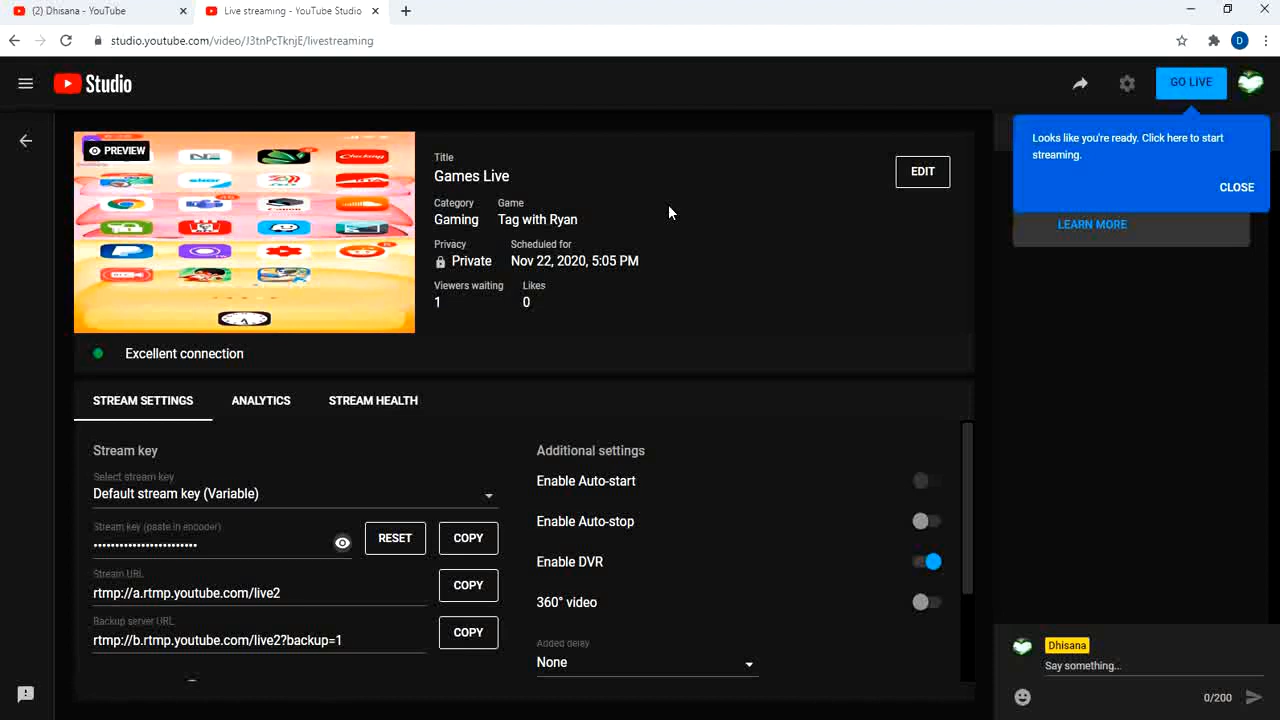 (2) Dhisana - YouTube
Live streaming - YouTube Studio
studio.youtube.com/video/J3tnPcTknjE/livestreaming
D
Studio
GO LIVE
Looks like you're ready. Click here to start
streaming.
CLOSE
LEARN MORE
PREVIEW
Title
Games Live
EDIT
Category
Game
Gaming
Tag with Ryan
Privacy
Scheduled for
Private
Nov 22, 2020, 5:05 PM
Viewers waiting
Likes
1
0
Excellent connection
STREAM SETTINGS
ANALYTICS
STREAM HEALTH
Stream key
Select stream key
Default stream key (Variable)
Stream key (paste in encoder)
RESET
COPY
Stream URL
rtmp://a.rtmp.youtube.com/live2
COPY
Backup server URL
rtmp://b.rtmp.youtube.com/live2?backup=1
COPY
Additional settings
Enable Auto-start
Enable Auto-stop
Enable DVR
360° video
Added delay
None
Dhisana
Say something...
0/200